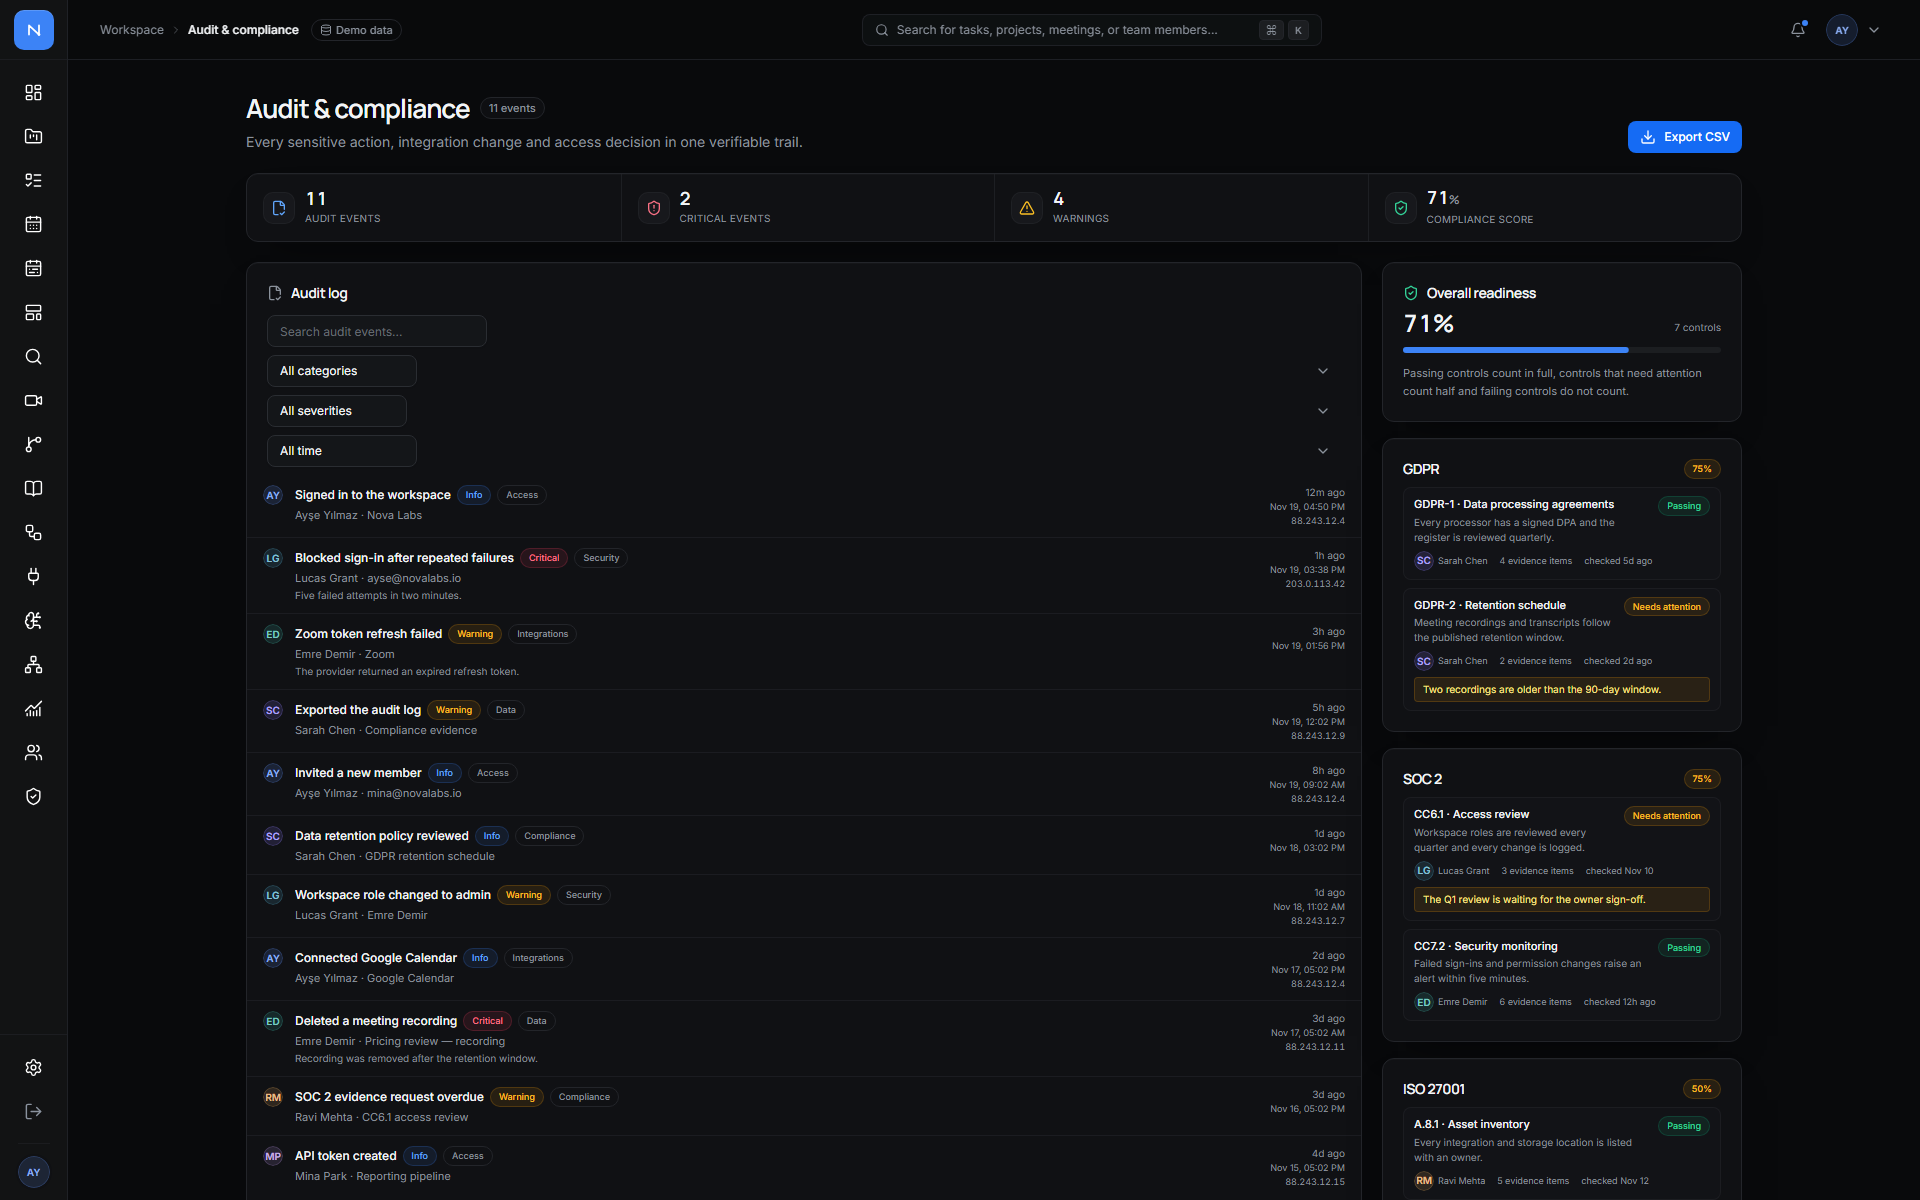 N
Workspace
Audit & compliance
Demo data
Search for tasks, projects, meetings, or team members...
⌘ K
AY
Audit & compliance
11 events
Every sensitive action, integration change and access decision in one verifiable trail.
Export CSV
11
AUDIT EVENTS
2
CRITICAL EVENTS
4
WARNINGS
71%
COMPLIANCE SCORE
Audit log
Search audit events...
All categories
All severities
All time
AY Signed in to the workspace Info Access
Ayşe Yılmaz · Nova Labs
12m ago
Nov 19, 04:50 PM
88.243.12.4
LG Blocked sign-in after repeated failures Critical Security
Lucas Grant · ayse@novalabs.io
Five failed attempts in two minutes.
1h ago
Nov 19, 03:38 PM
203.0.113.42
ED Zoom token refresh failed Warning Integrations
Emre Demir · Zoom
The provider returned an expired refresh token.
3h ago
Nov 19, 01:56 PM
SC Exported the audit log Warning Data
Sarah Chen · Compliance evidence
5h ago
Nov 19, 12:02 PM
88.243.12.9
AY Invited a new member Info Access
Ayşe Yılmaz · mina@novalabs.io
8h ago
Nov 19, 09:02 AM
88.243.12.4
SC Data retention policy reviewed Info Compliance
Sarah Chen · GDPR retention schedule
1d ago
Nov 18, 03:02 PM
LG Workspace role changed to admin Warning Security
Lucas Grant · Emre Demir
1d ago
Nov 18, 11:02 AM
88.243.12.7
AY Connected Google Calendar Info Integrations
Ayşe Yılmaz · Google Calendar
2d ago
Nov 17, 05:02 PM
88.243.12.4
ED Deleted a meeting recording Critical Data
Emre Demir · Pricing review — recording
Recording was removed after the retention window.
3d ago
Nov 17, 05:02 AM
88.243.12.11
RM SOC 2 evidence request overdue Warning Compliance
Ravi Mehta · CC6.1 access review
3d ago
Nov 16, 05:02 PM
MP API token created Info Access
Mina Park · Reporting pipeline
4d ago
Nov 15, 05:02 PM
88.243.12.15
Overall readiness
71%
7 controls
Passing controls count in full, controls that need attention
count half and failing controls do not count.
GDPR
75%
GDPR-1 · Data processing agreements
Passing
Every processor has a signed DPA and the
register is reviewed quarterly.
SC Sarah Chen 4 evidence items checked 5d ago
GDPR-2 · Retention schedule
Needs attention
Meeting recordings and transcripts follow
the published retention window.
SC Sarah Chen 2 evidence items checked 2d ago
Two recordings are older than the 90-day window.
SOC 2
75%
CC6.1 · Access review
Needs attention
Workspace roles are reviewed every
quarter and every change is logged.
LG Lucas Grant 3 evidence items checked Nov 10
The Q1 review is waiting for the owner sign-off.
CC7.2 · Security monitoring
Passing
Failed sign-ins and permission changes raise an
alert within five minutes.
ED Emre Demir 6 evidence items checked 12h ago
ISO 27001
50%
A.8.1 · Asset inventory
Passing
Every integration and storage location is listed
with an owner.
RM Ravi Mehta 5 evidence items checked Nov 12
AY